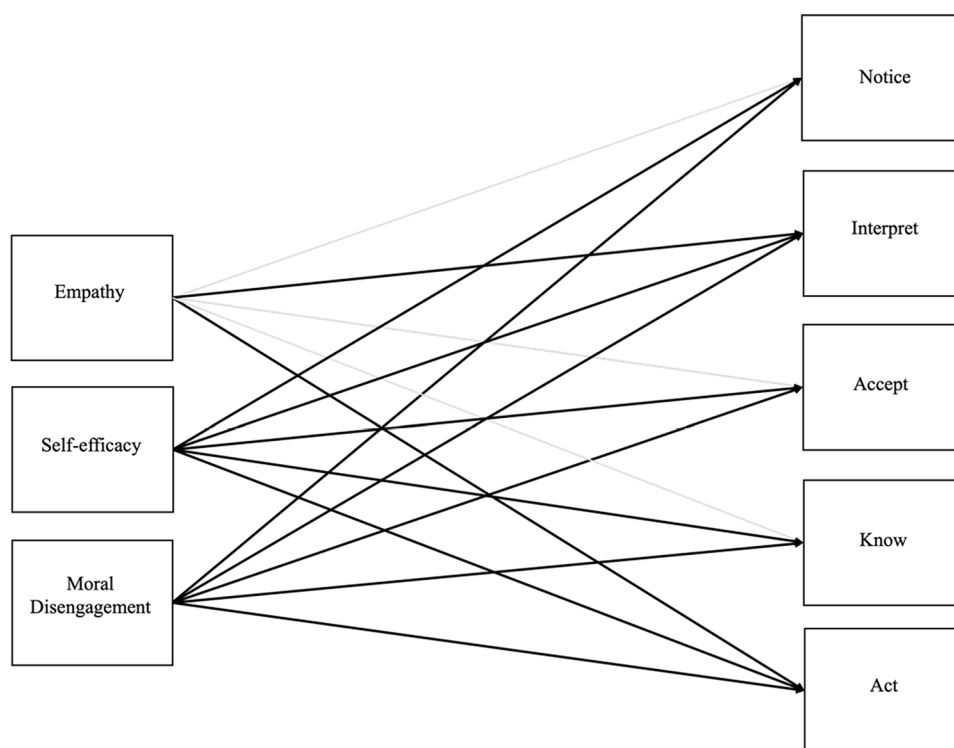 Notice
Interpret
Empathy
Accept
Self-efficacy
Know
Moral
Disengagement
Act